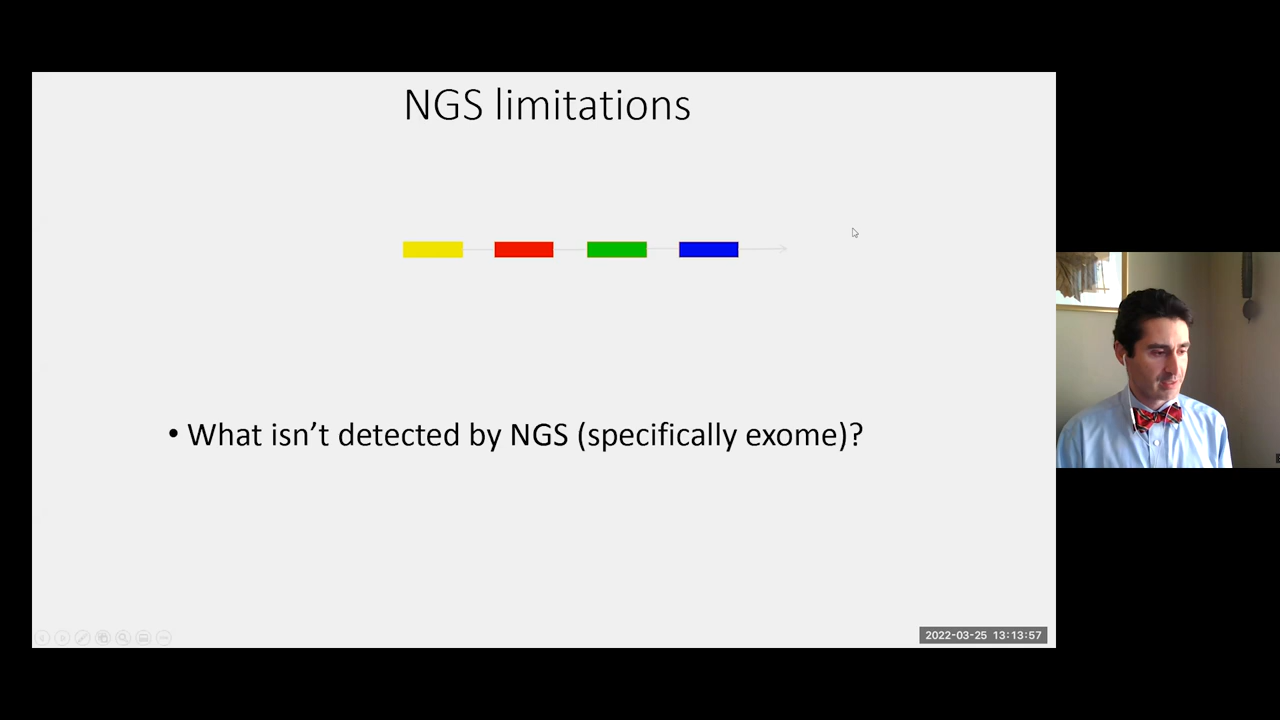 NGS limitations
• What isn’t detected by NGS (specifically exome)?
2022-03-25 13:13:57